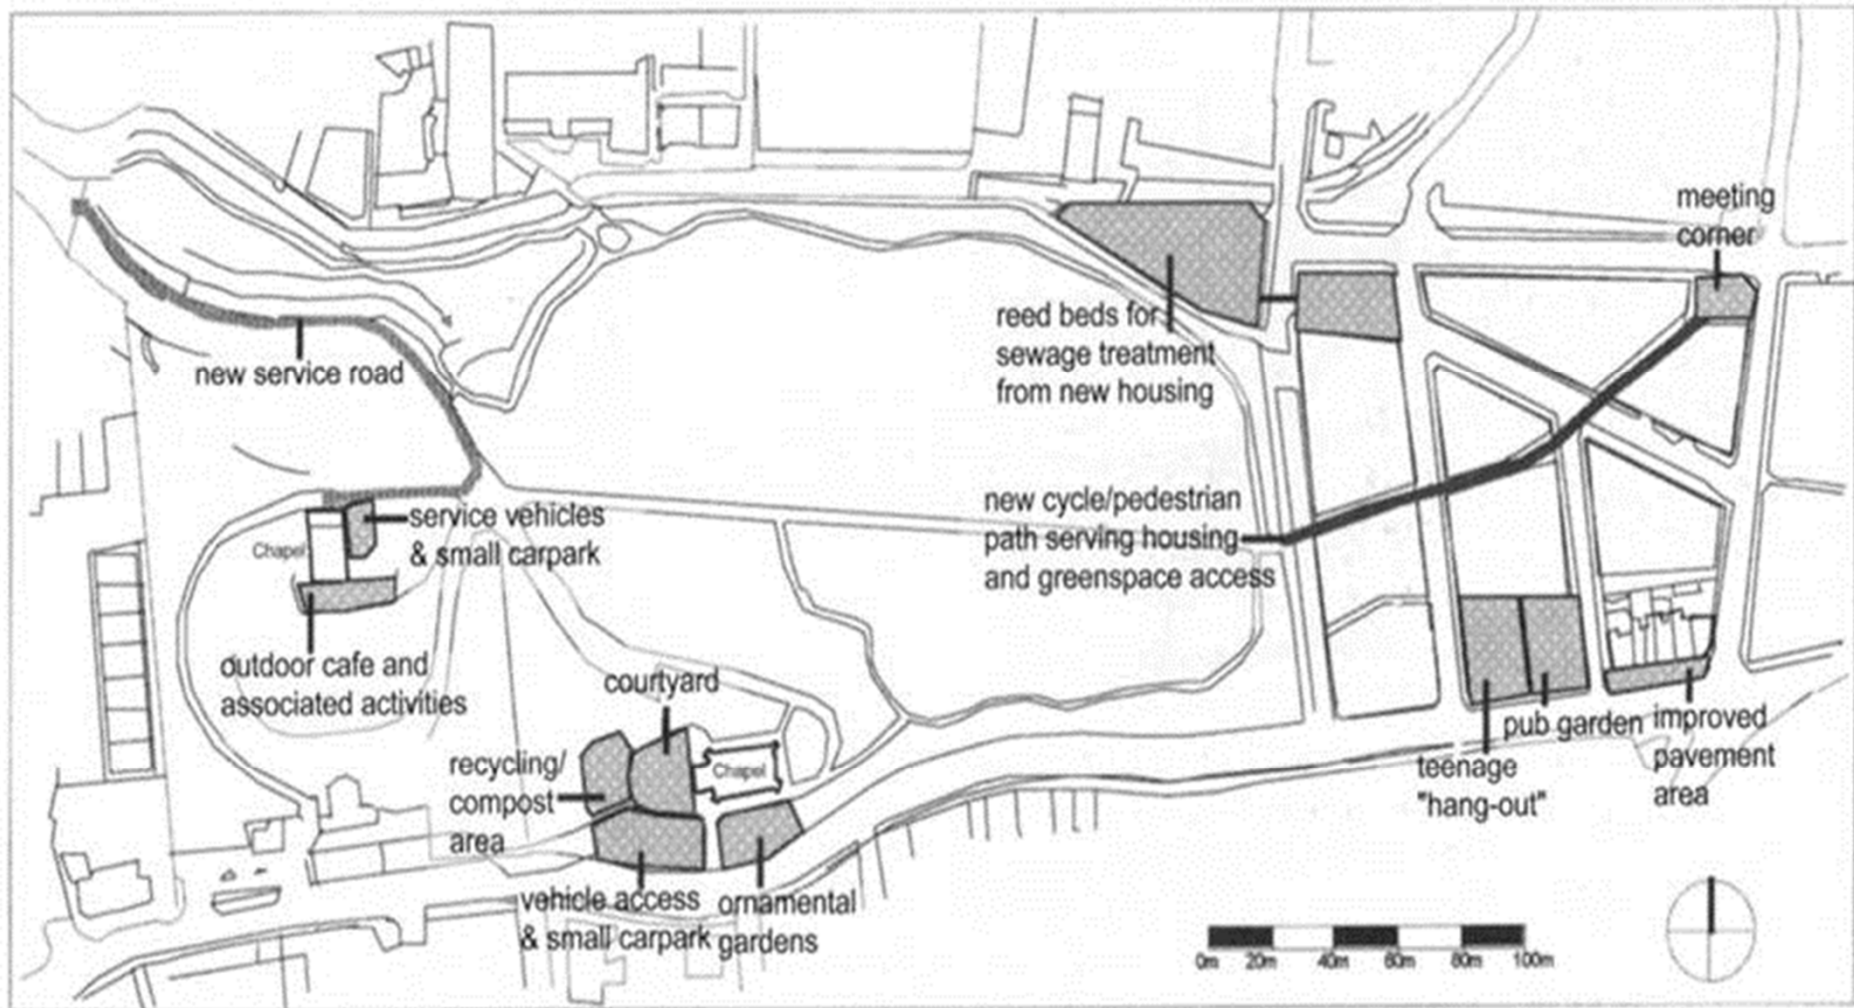 meeting
corner
reed beds for
sewage treatment
from new housing
new service road
new cycle/pedestrian
path serving housing
and greenspace access
service vehicles
& small carpark
Chapel
outdoor cafe and
associated activities
courtyard
recycling/
compost
area
Chapel
pub garden
improved
pavement
area
teenage
"hang-out"
vehicle access
& small carpark
ornamental
gardens
0m 20m 40m 60m 80m 100m